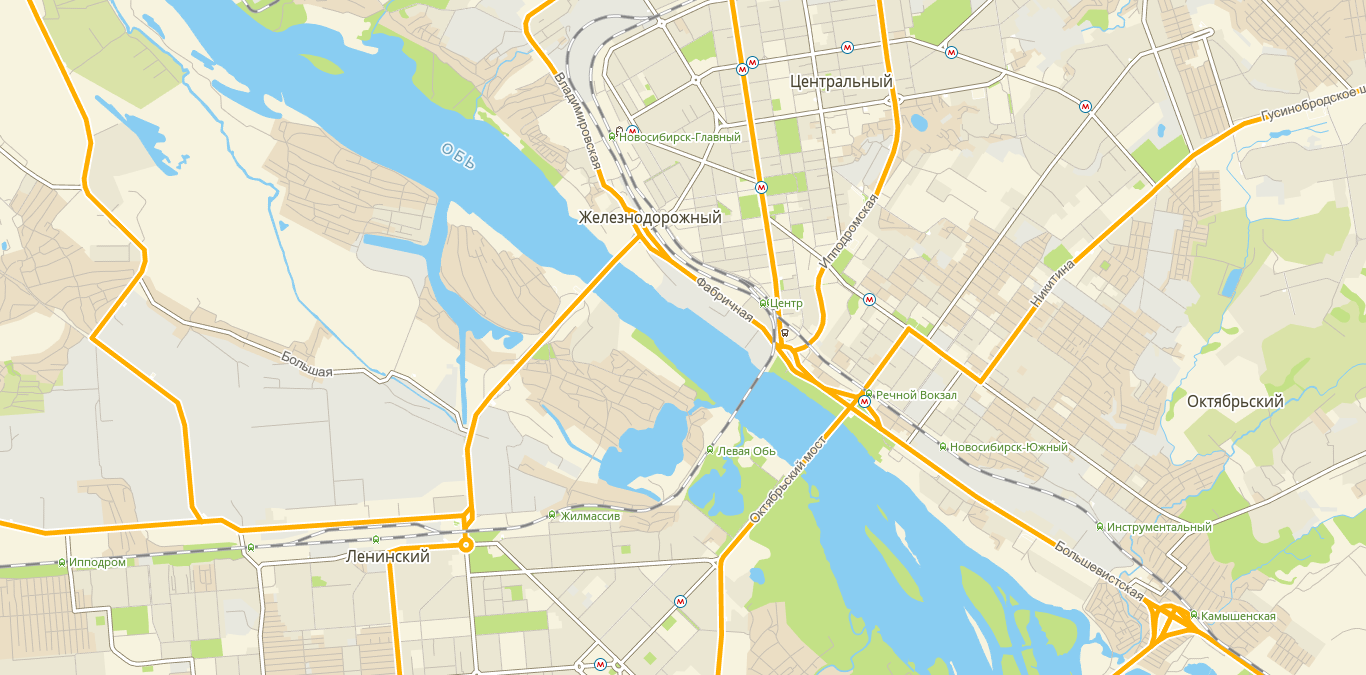 Центральный
Владимировская
Гусинобродское ш
Новосибирск-Главный
ОБЬ
Железнодорожный
Ипподромская
Никитина
Фабричная
Центр
Большая
Речной Вокзал
Октябрьский
Левая Обь
Новосибирск-Южный
Октябрьский мост
Жилмассив
Инструментальный
Ленинский
Ипподром
Большевистская
Камышенская